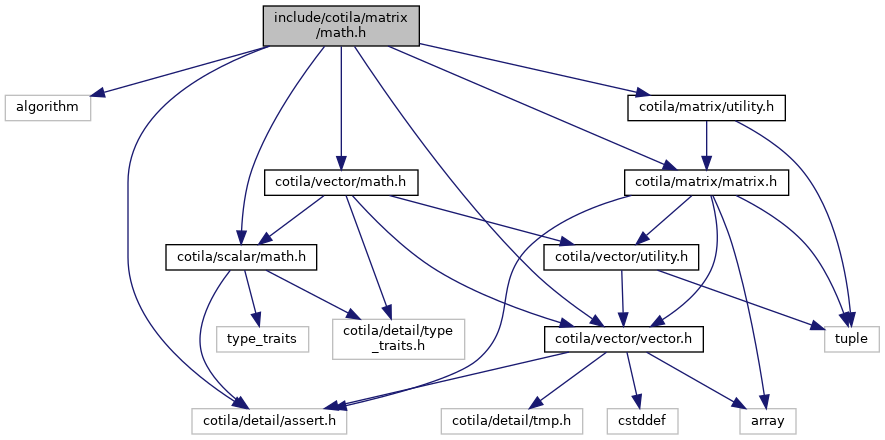 include/cotila/matrix
/math.h
algorithm
cotila/matrix/utility.h
cotila/vector/math.h
cotila/matrix/matrix.h
cotila/scalar/math.h
cotila/vector/utility.h
type_traits
cotila/detail/type
_traits.h
cotila/vector/vector.h
tuple
cotila/detail/assert.h
cotila/detail/tmp.h
cstddef
array